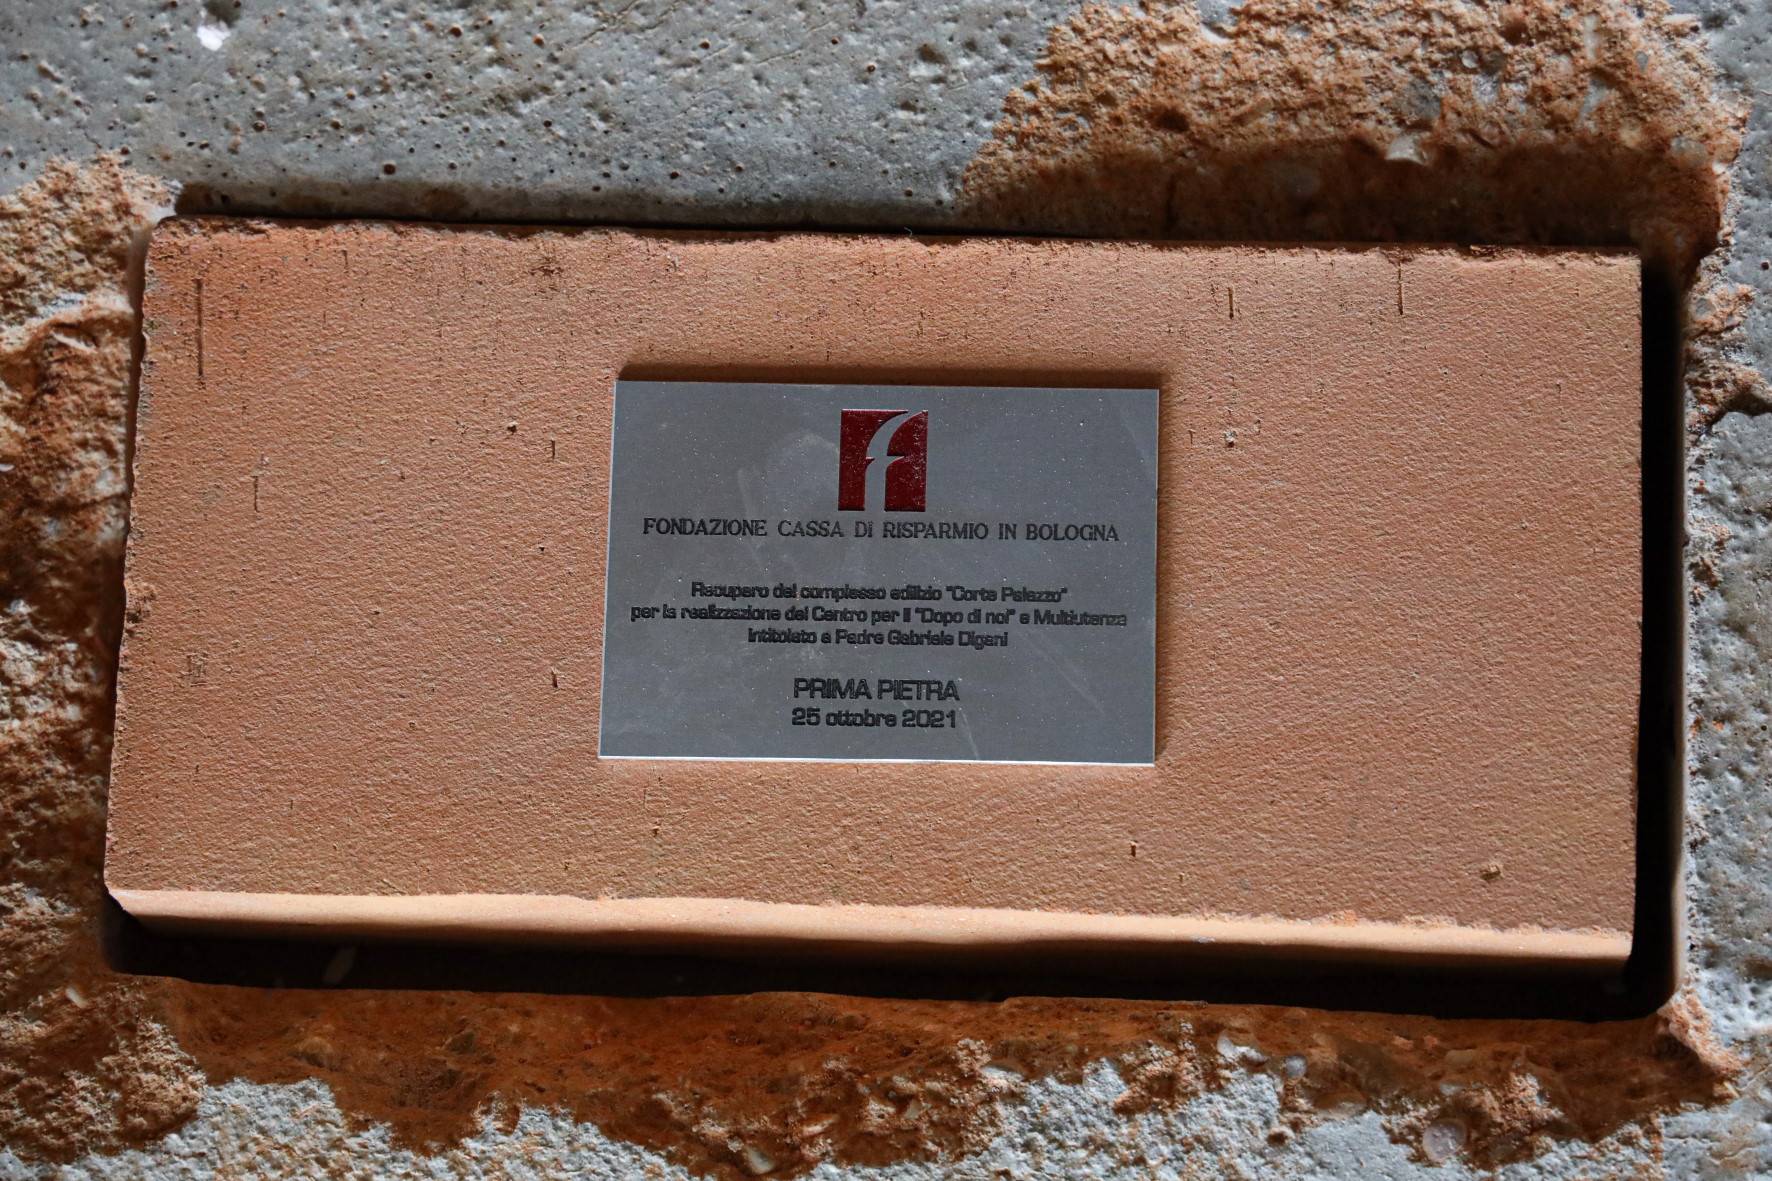 FONDAZIONE CASSA DI RISPARMIO IN BOLOGNA
Recupero del complesso edilizio "Corte Palazzo"
per la realizzazione del Centro per il "Dopo di noi" e Multiutenza
intitolato a Padre Gabriele Digani
PRIMA PIETRA
25 ottobre 2021